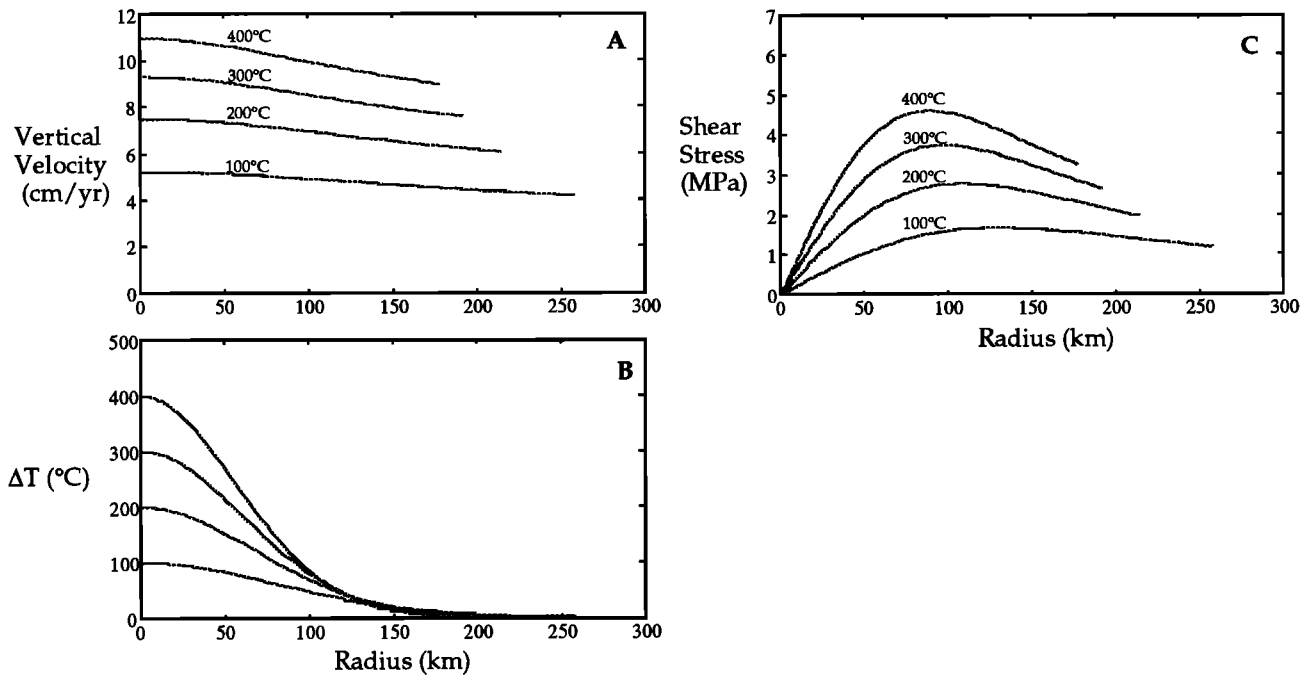 A
Vertical
Velocity
(cm/yr)
12
10
8
6
4
2
0
400°C
300°C
200°C
100°C
0 50 100 150 200 250 300
B
ΔT (°C)
500
400
300
200
100
0
0 50 100 150 200 250 300
Radius (km)
C
Shear
Stress
(MPa)
7
6
5
4
3
2
1
0
400°C
300°C
200°C
100°C
0 50 100 150 200 250 300
Radius (km)